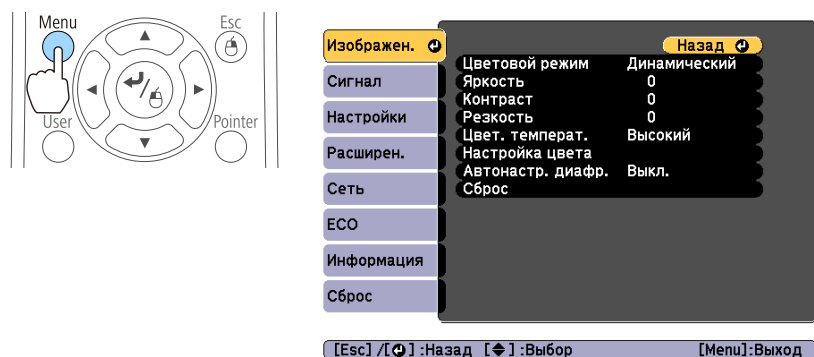 Menu
Esc
User
Pointer
Изображен.
Сигнал
Настройки
Расширен.
Сеть
ECO
Информация
Сброс
Назад
Цветовой режим Динамический
Яркость 0
Контраст 0
Резкость 0
Цвет. температ. Высокий
Настройка цвета
Автонастр. диафр. Выкл.
Сброс
[Esc] /[ ] :Назад [ ] :Выбор [Menu]:Выход